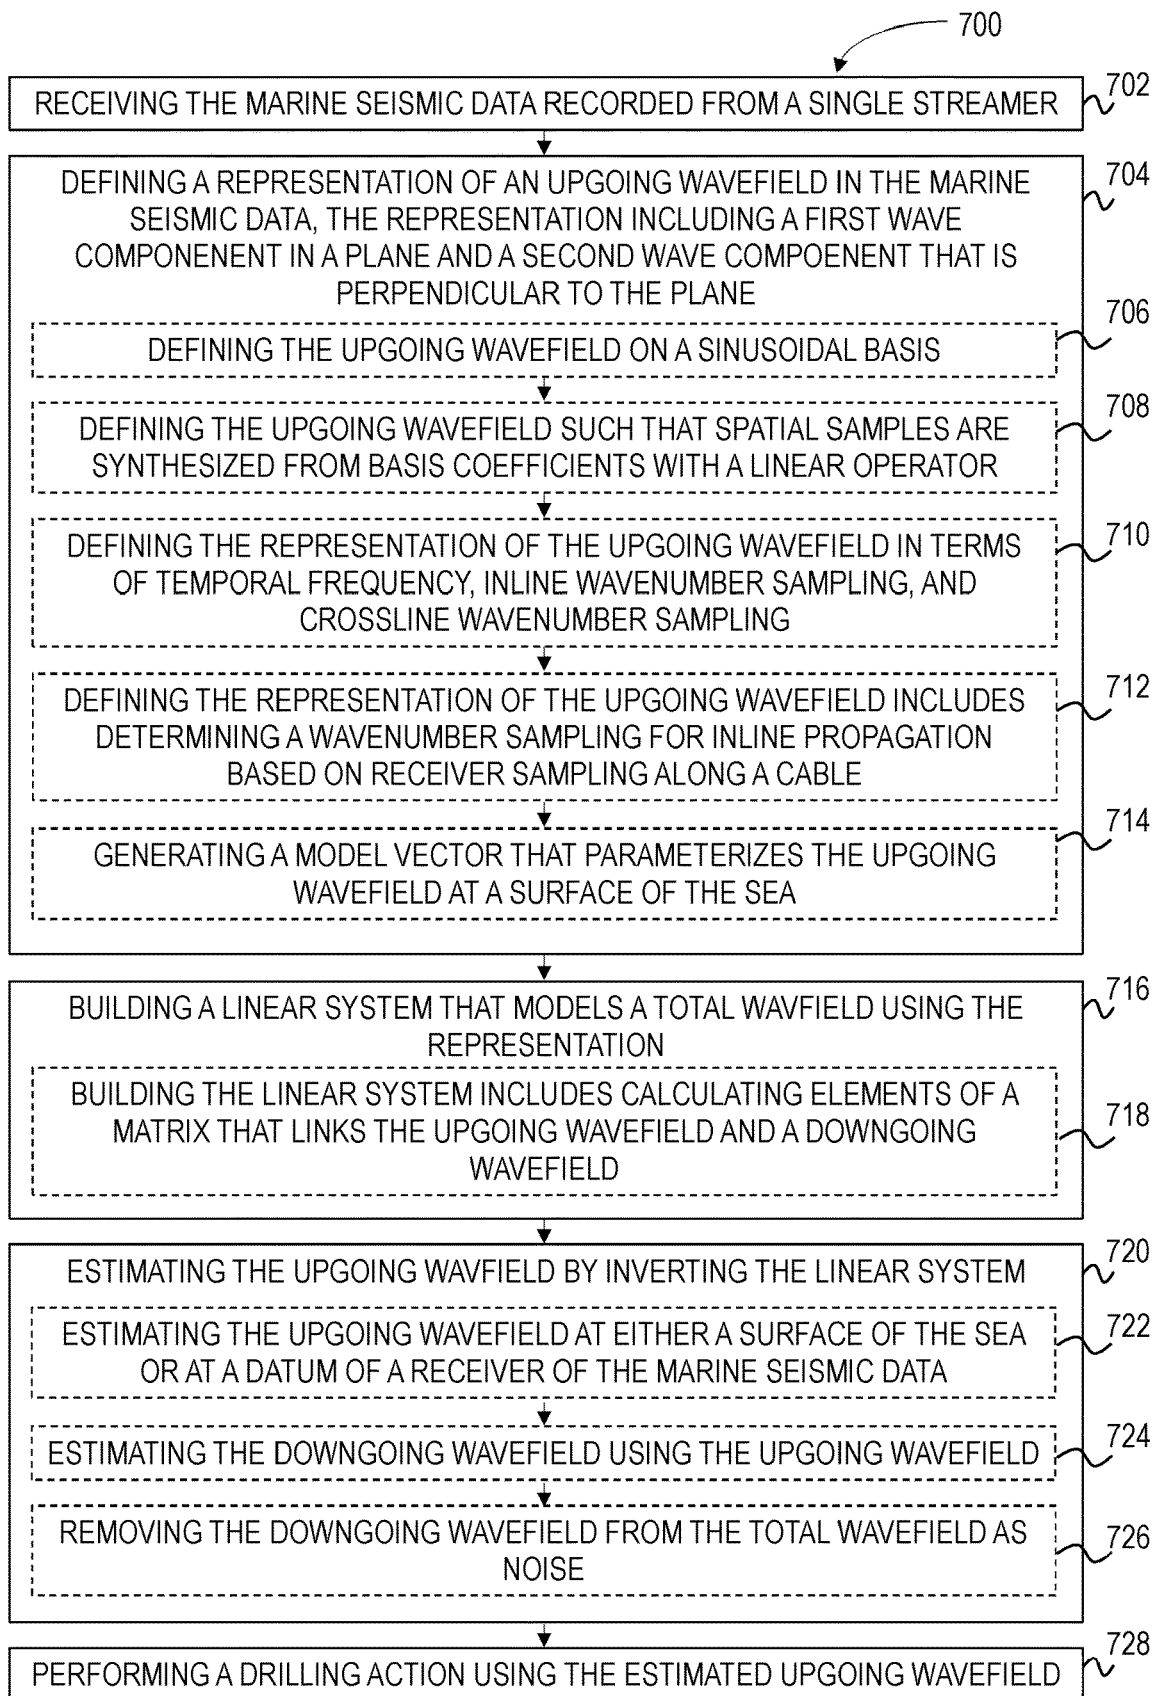 700
RECEIVING THE MARINE SEISMIC DATA RECORDED FROM A SINGLE STREAMER
702
DEFINING A REPRESENTATION OF AN UPGOING WAVEFIELD IN THE MARINE
SEISMIC DATA, THE REPRESENTATION INCLUDING A FIRST WAVE
COMPONENENT IN A PLANE AND A SECOND WAVE COMPOENENT THAT IS
PERPENDICULAR TO THE PLANE
704
DEFINING THE UPGOING WAVEFIELD ON A SINUSOIDAL BASIS
706
DEFINING THE UPGOING WAVEFIELD SUCH THAT SPATIAL SAMPLES ARE
SYNTHESIZED FROM BASIS COEFFICIENTS WITH A LINEAR OPERATOR
708
DEFINING THE REPRESENTATION OF THE UPGOING WAVEFIELD IN TERMS
OF TEMPORAL FREQUENCY, INLINE WAVENUMBER SAMPLING, AND
CROSSLINE WAVENUMBER SAMPLING
710
DEFINING THE REPRESENTATION OF THE UPGOING WAVEFIELD INCLUDES
DETERMINING A WAVENUMBER SAMPLING FOR INLINE PROPAGATION
BASED ON RECEIVER SAMPLING ALONG A CABLE
712
GENERATING A MODEL VECTOR THAT PARAMETERIZES THE UPGOING
WAVEFIELD AT A SURFACE OF THE SEA
714
BUILDING A LINEAR SYSTEM THAT MODELS A TOTAL WAVFIELD USING THE
REPRESENTATION
716
BUILDING THE LINEAR SYSTEM INCLUDES CALCULATING ELEMENTS OF A
MATRIX THAT LINKS THE UPGOING WAVEFIELD AND A DOWNGOING
WAVEFIELD
718
ESTIMATING THE UPGOING WAVFIELD BY INVERTING THE LINEAR SYSTEM
720
ESTIMATING THE UPGOING WAVEFIELD AT EITHER A SURFACE OF THE SEA
OR AT A DATUM OF A RECEIVER OF THE MARINE SEISMIC DATA
722
ESTIMATING THE DOWNGOING WAVEFIELD USING THE UPGOING WAVEFIELD
724
REMOVING THE DOWNGOING WAVEFIELD FROM THE TOTAL WAVEFIELD AS
NOISE
726
PERFORMING A DRILLING ACTION USING THE ESTIMATED UPGOING WAVEFIELD
728